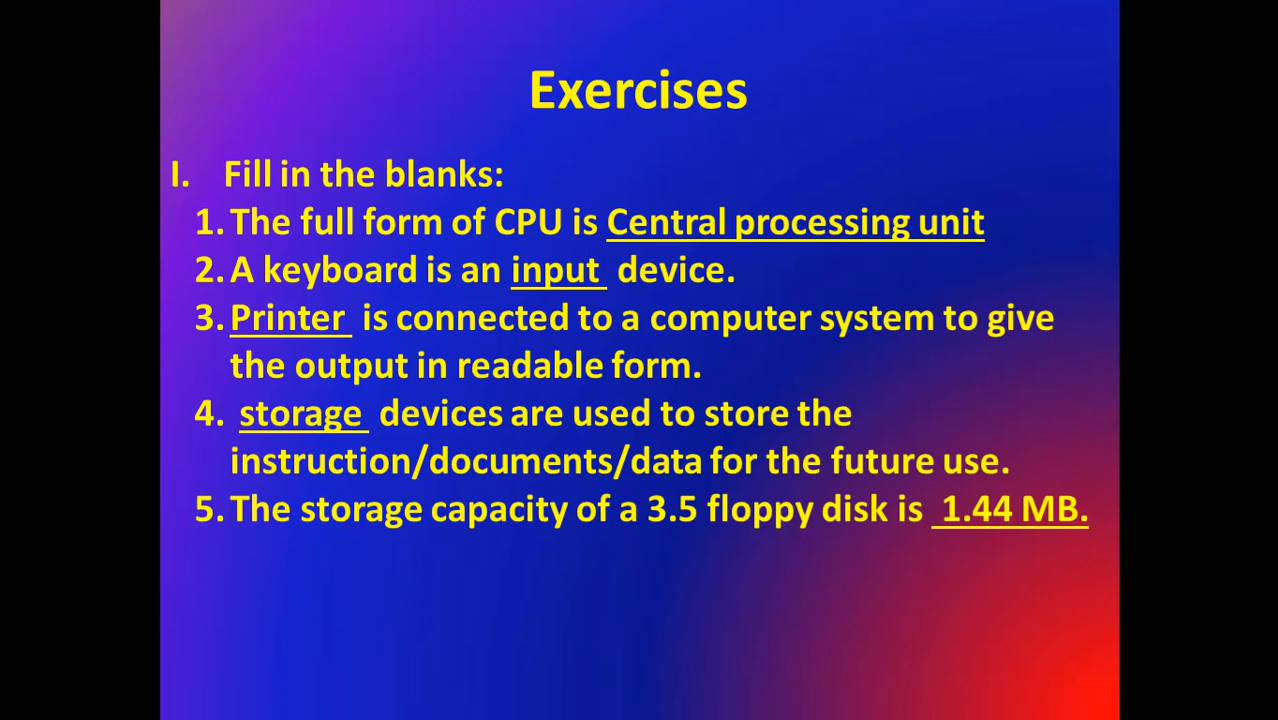 Exercises
I. Fill in the blanks:
1. The full form of CPU is Central processing unit
2. A keyboard is an input device.
3. Printer is connected to a computer system to give
the output in readable form.
4. storage devices are used to store the
instruction/documents/data for the future use.
5. The storage capacity of a 3.5 floppy disk is 1.44 MB.